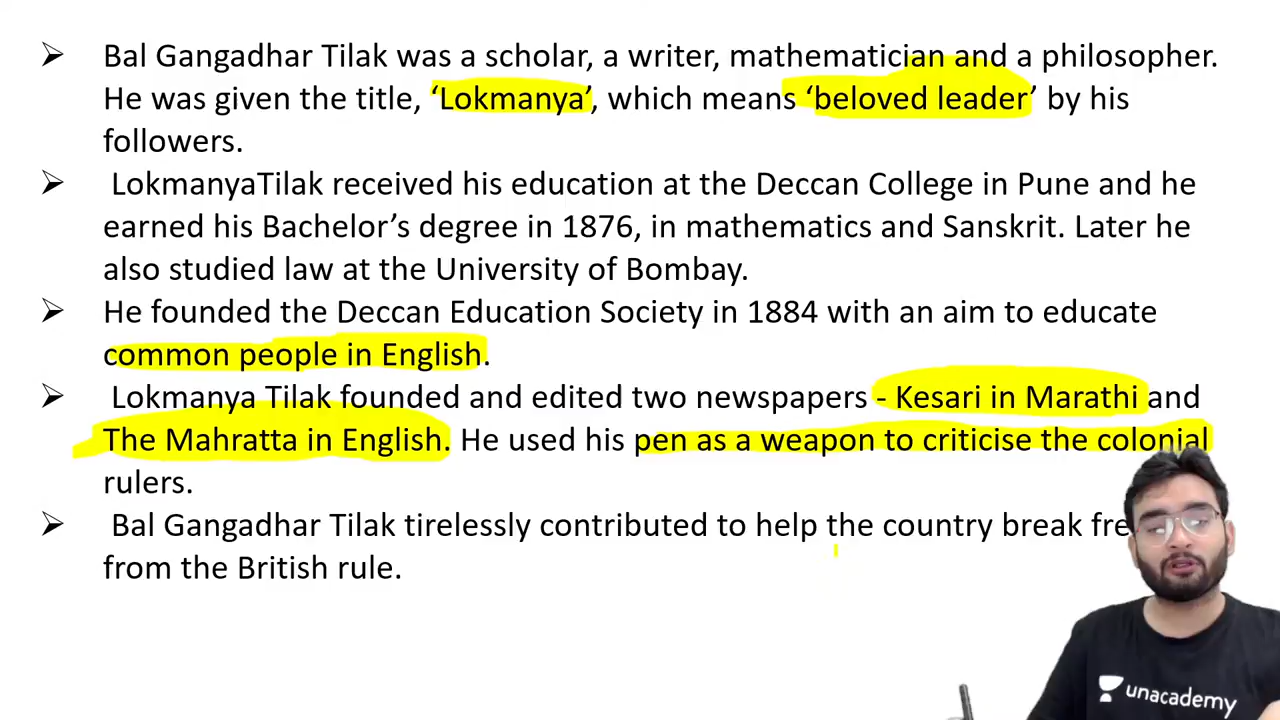 ➢ Bal Gangadhar Tilak was a scholar, a writer, mathematician and a philosopher.
He was given the title, ‘Lokmanya’, which means ‘beloved leader’ by his
followers.
➢ LokmanyaTilak received his education at the Deccan College in Pune and he
earned his Bachelor’s degree in 1876, in mathematics and Sanskrit. Later he
also studied law at the University of Bombay.
➢ He founded the Deccan Education Society in 1884 with an aim to educate
common people in English.
➢ Lokmanya Tilak founded and edited two newspapers - Kesari in Marathi and
The Mahratta in English. He used his pen as a weapon to criticise the colonial
rulers.
➢ Bal Gangadhar Tilak tirelessly contributed to help the country break fre
from the British rule.
unacademy